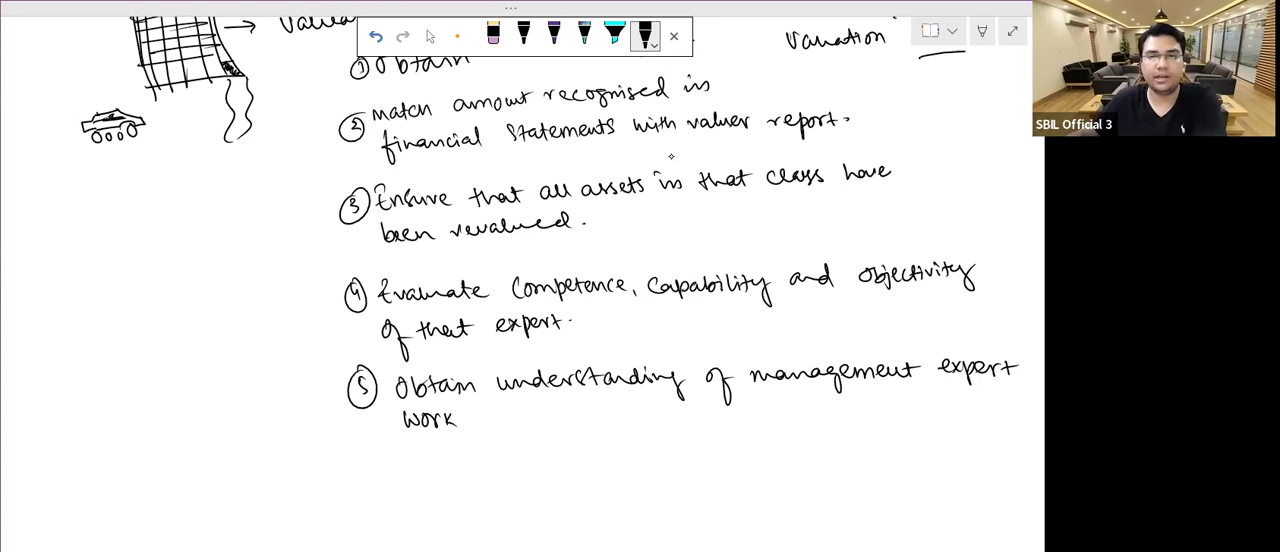 Valua
Valuation
① Obtain
② Match amount recognised in
financial statements with valuer report.
③ Ensure that all assets in that class have
been revalued.
④ Evaluate Competence, Capability and Objectivity
of that expert.
⑤ Obtain understanding of management expert
work
SBIL Official 3